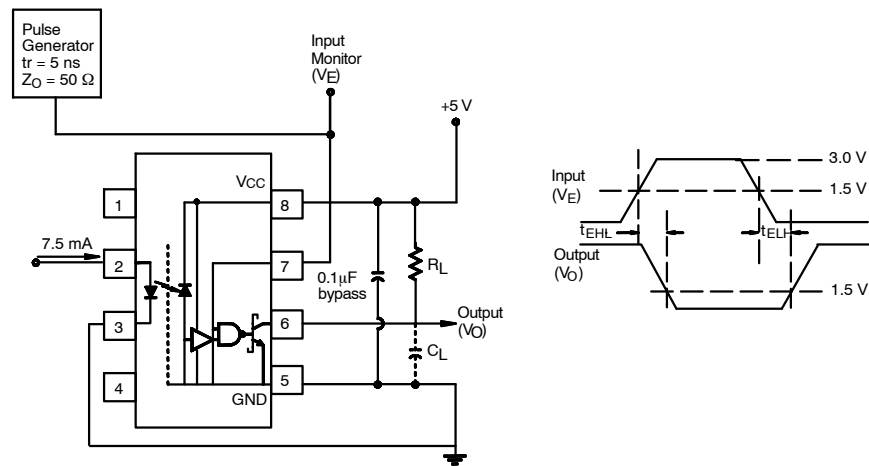 Pulse
Generator
tr = 5 ns
ZO = 50 Ω
Input
Monitor
(VE)
+5 V
VCC
1
8
7.5 mA
2
7
0.1μF
bypass
RL
3
6
Output
(VO)
CL
4
5
GND
3.0 V
Input
(VE)
1.5 V
tEHL
tELH
Output
(VO)
1.5 V